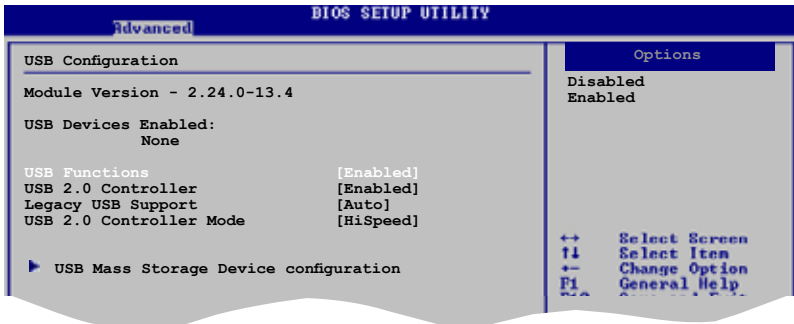 BIOS SETUP UTILITY
Advanced
USB Configuration
Module Version - 2.24.0-13.4
USB Devices Enabled:
None
USB Functions [Enabled]
USB 2.0 Controller [Enabled]
Legacy USB Support [Auto]
USB 2.0 Controller Mode [HiSpeed]
USB Mass Storage Device configuration
Options
Disabled
Enabled
←→ Select Screen
↑↓ Select Item
+- Change Option
F1 General Help